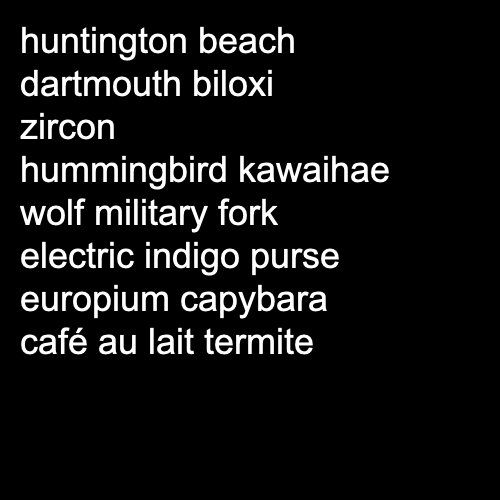 huntington beach
dartmouth biloxi
zircon
hummingbird kawaihae
wolf military fork
electric indigo purse
europium capybara
café au lait termite